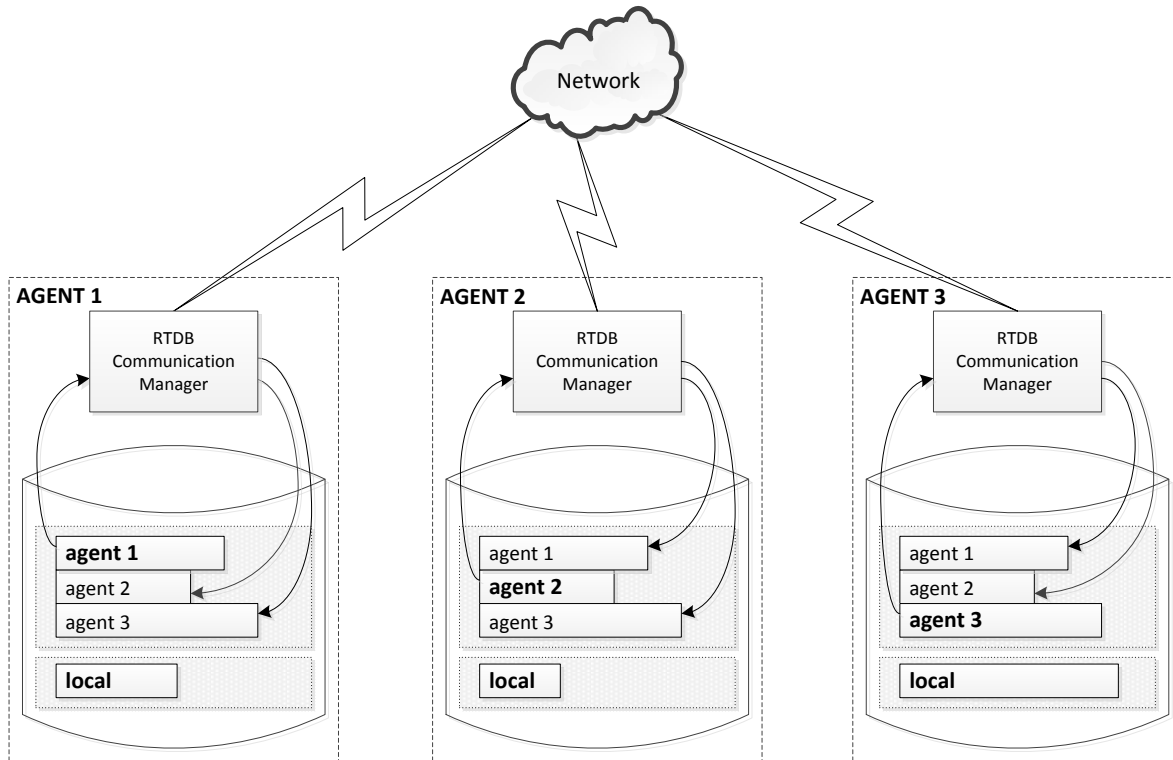 Network
AGENT 1
RTDB
Communication
Manager
agent 1
agent 2
agent 3
local
AGENT 2
RTDB
Communication
Manager
agent 1
agent 2
agent 3
local
AGENT 3
RTDB
Communication
Manager
agent 1
agent 2
agent 3
local